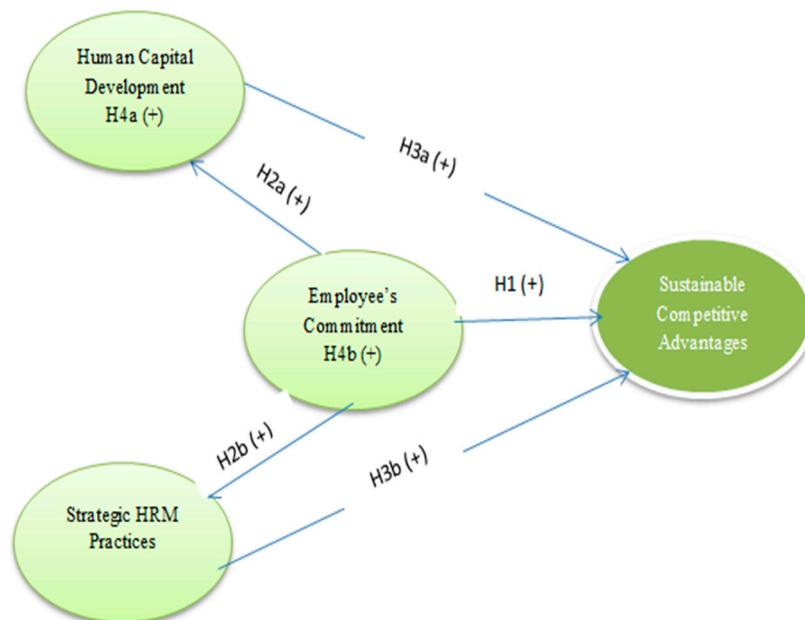 Human Capital
Development
H4a (+)
H3a (+)
H2a (+)
Employee's
Commitment
H4b (+)
H1 (+)
Sustainable
Competitive
Advantages
H2b (+)
H3b (+)
Strategic HRM
Practices